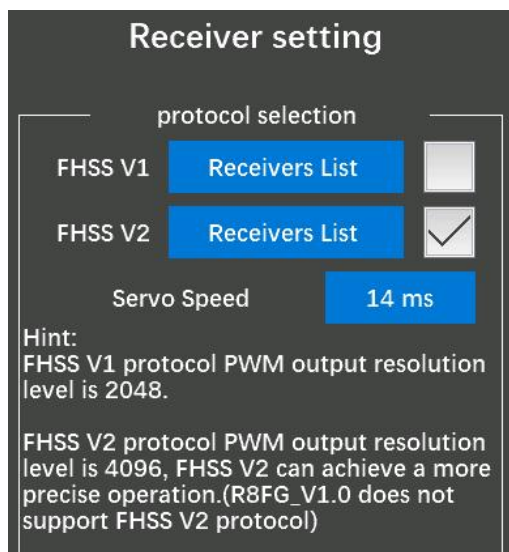 Receiver setting
protocol selection
FHSS V1 Receivers List
FHSS V2 Receivers List
Servo Speed 14 ms
Hint:
FHSS V1 protocol PWM output resolution
level is 2048.
FHSS V2 protocol PWM output resolution
level is 4096, FHSS V2 can achieve a more
precise operation.(R8FG_V1.0 does not
support FHSS V2 protocol)